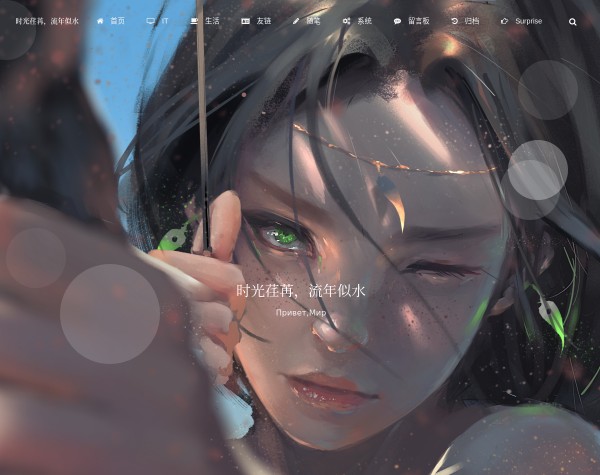 时光荏苒，流年似水 首页 IT 生活 友链 随笔 系统 留言板 归档 Surprise
时光荏苒，流年似水
Привет,Мир